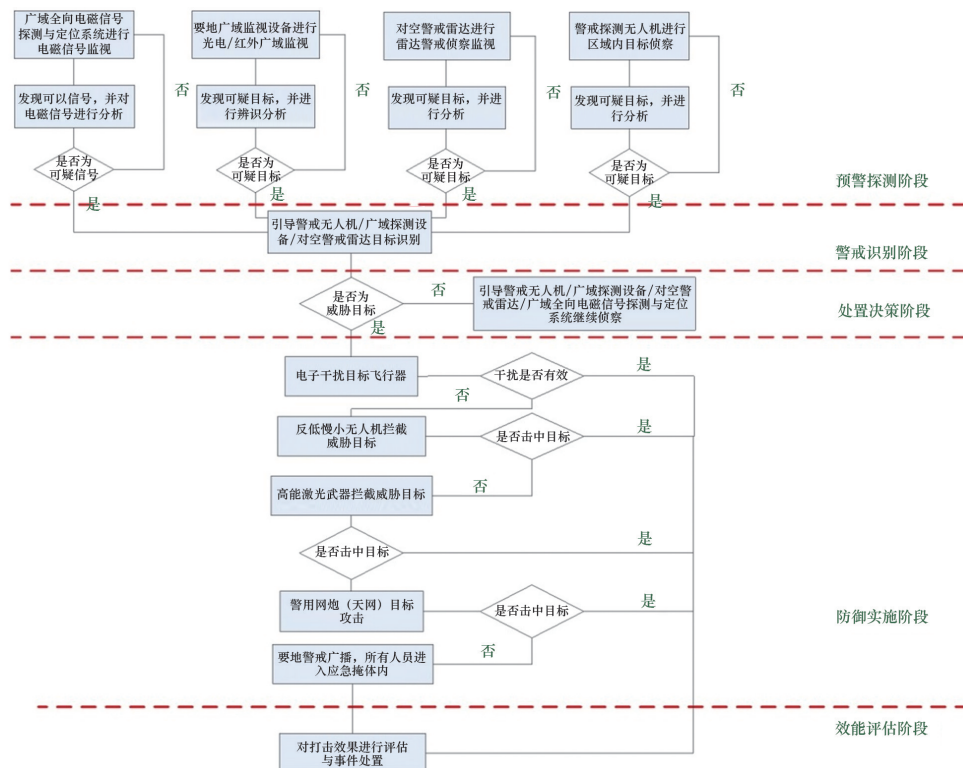 广域全向电磁信号
探测与定位系统进行
电磁信号监视
要地广域监视设备进行
光电/红外广域监视
对空警戒雷达进行
雷达警戒侦察监视
警戒探测无人机进行
区域内目标侦察
否
否
否
否
发现可以信号，并对
电磁信号进行分析
发现可疑目标，并进
行辨识分析
发现可疑目标，并进
行分析
发现可疑目标，并进
行分析
是否为
可疑信号
是否为
可疑目标
是否为
可疑目标
是否为
可疑目标
是
是
是
是
预警探测阶段
引导警戒无人机/广域探测设
备/对空警戒雷达目标识别
警戒识别阶段
是否为
威胁目标
否
是
引导警戒无人机/广域探测设备/对空警
戒雷达/广域全向电磁信号探测与定位
系统继续侦察
处置决策阶段
电子干扰目标飞行器
干扰是否有效
是
否
反低慢小无人机拦截
威胁目标
是否击中目标
是
否
高能激光武器拦截威胁目标
是否击中目标
是
警用网炮（天网）目标
攻击
是否击中目标
是
否
防御实施阶段
要地警戒广播，所有人员进
入应急掩体内
对打击效果进行评估
与事件处置
效能评估阶段